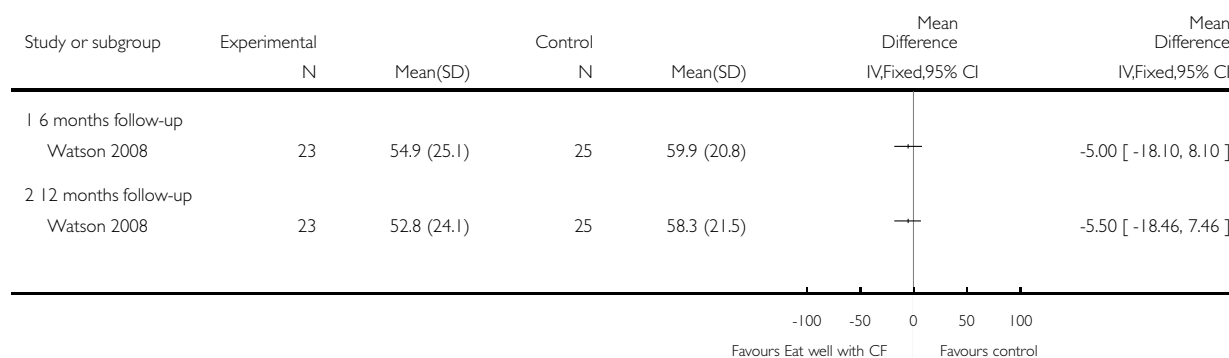 Study or subgroup Experimental Control Mean Difference Mean Difference
N Mean(SD) N Mean(SD) IV,Fixed,95% CI IV,Fixed,95% CI
1 6 months follow-up
Watson 2008 23 54.9 (25.1) 25 59.9 (20.8) -5.00 [ -18.10, 8.10 ]
2 12 months follow-up
Watson 2008 23 52.8 (24.1) 25 58.3 (21.5) -5.50 [ -18.46, 7.46 ]
-100 -50 0 50 100
Favours Eat well with CF Favours control